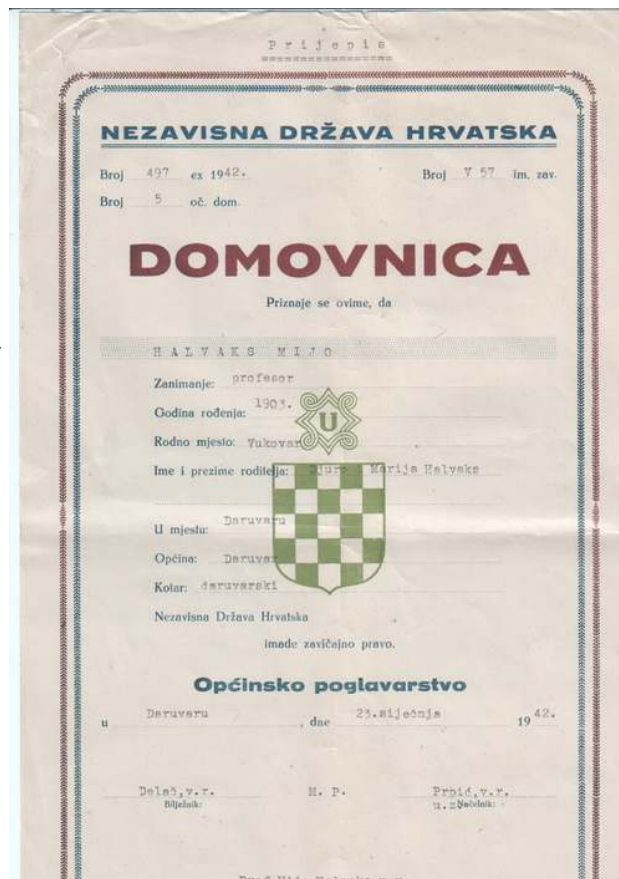 Prijepis
NEZAVISNA DRŽAVA HRVATSKA
Broj 497 ex 1942. Broj V 57 im. zav.
Broj 5 oč. dom.
DOMOVNICA
Priznaje se ovime, da
HALVAKS MIJO
Zanimanje: profesor
Godina rođenja: 1903.
U
Rodno mjesto: Vukovar
Ime i prezime roditelja: Djuro i Marija Halvaks
U mjestu: Daruvaru
Općina: Daruvar
Kotar: daruvarski
Nezavisna Država Hrvatska
imade zavičajno pravo.
Općinsko poglavarstvo
u Daruvaru, dne 23.siječnja 1942.
Delač,v.r. M. P. Prpić,v.r.
Bilježnik: u.z. Načelnik: